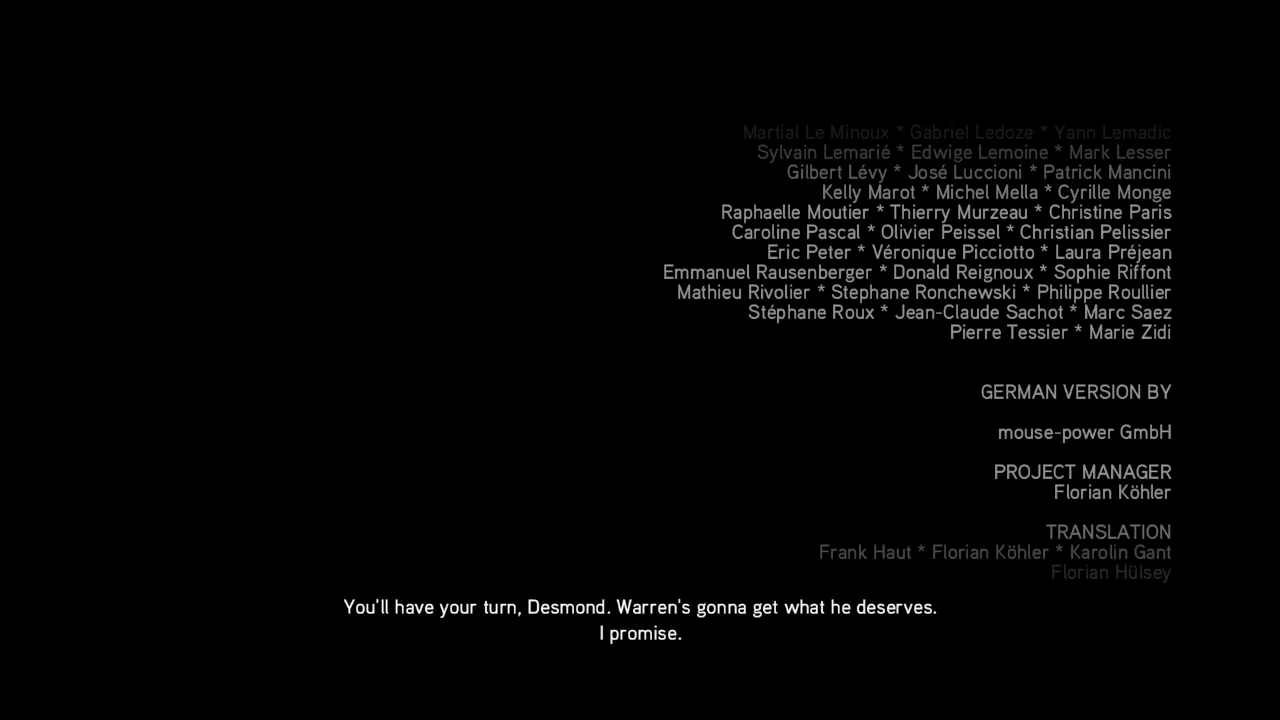 Martial Le Minoux * Gabriel Ledoze * Yann Lemadic
Sylvain Lemarié * Edwige Lemoine * Mark Lesser
Gilbert Lévy * José Luccioni * Patrick Mancini
Kelly Marot * Michel Mella * Cyrille Monge
Raphaelle Moutier * Thierry Murzeau * Christine Paris
Caroline Pascal * Olivier Peissel * Christian Pelissier
Eric Peter * Véronique Picciotto * Laura Préjean
Emmanuel Rausenberger * Donald Reignoux * Sophie Riffont
Mathieu Rivolier * Stephane Ronchewski * Philippe Roullier
Stéphane Roux * Jean-Claude Sachot * Marc Saez
Pierre Tessier * Marie Zidi
GERMAN VERSION BY
mouse-power GmbH
PROJECT MANAGER
Florian Köhler
TRANSLATION
Frank Haut * Florian Köhler * Karolin Gant
Florian Hülsey
You'll have your turn, Desmond. Warren's gonna get what he deserves.
I promise.